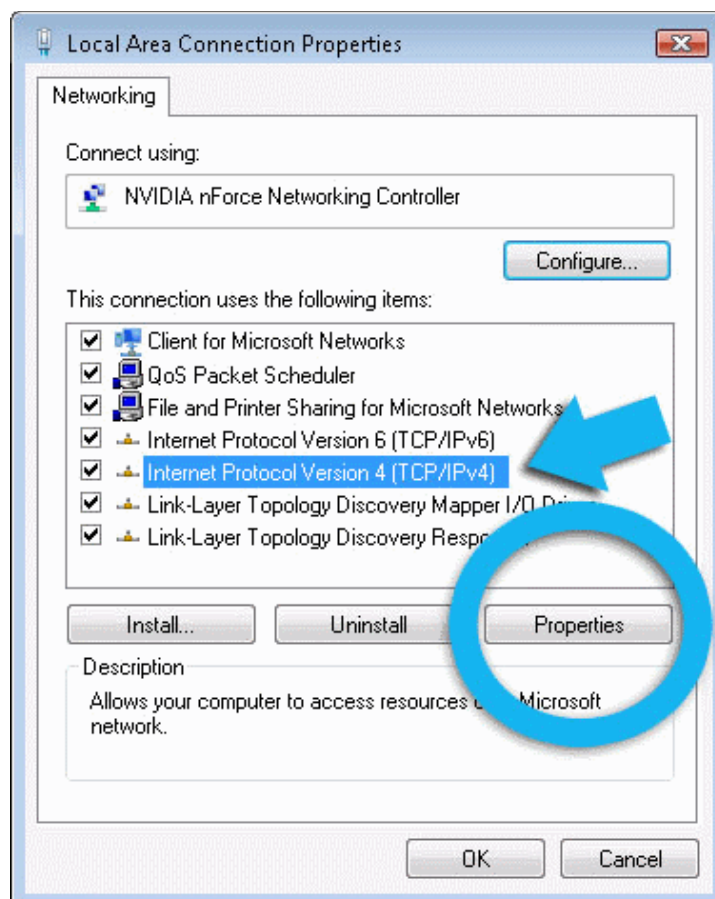 Local Area Connection Properties
Networking
Connect using:
NVIDIA nForce Networking Controller
Configure...
This connection uses the following items:
Client for Microsoft Networks
QoS Packet Scheduler
File and Printer Sharing for Microsoft Networks
Internet Protocol Version 6 (TCP/IPv6)
Internet Protocol Version 4 (TCP/IPv4)
Link-Layer Topology Discovery Mapper I/O
Link-Layer Topology Discovery
Install...
Uninstall
Properties
Description
Allows your computer to access resources Microsoft
network.
OK
Cancel